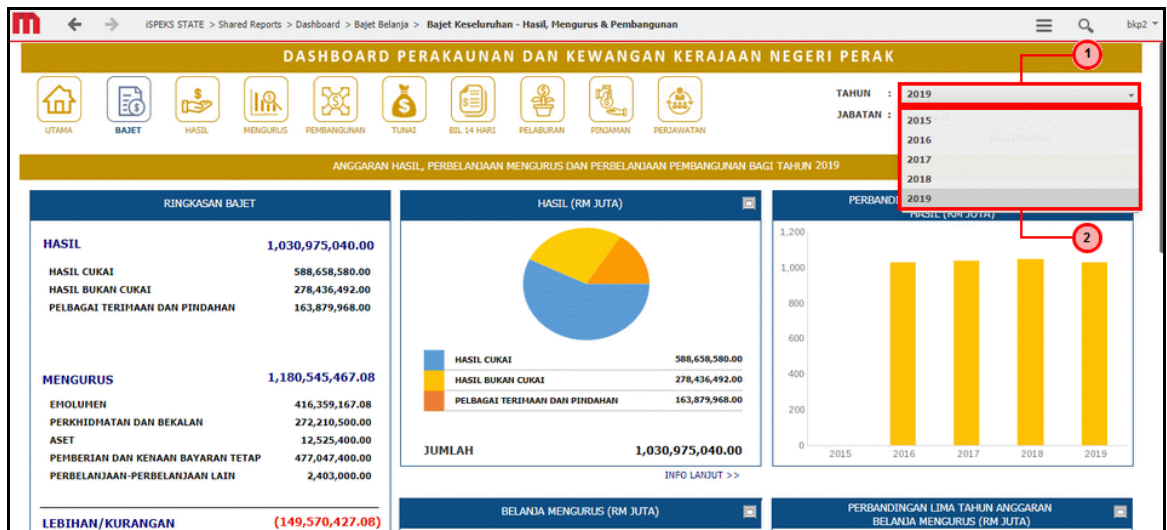 iSPEKS STATE > Shared Reports > Dashboard > Bajet Belanja > Bajet Keseluruhan - Hasil, Mengurus & Pembangunan
bkp2
DASHBOARD PERAKAUNAN DAN KEWANGAN KERAJAAN NEGERI PERAK
1
UTAMA
BAJET
HASIL
MENGURUS
PEMBANGUNAN
TUNAI
BIL 14 HARI
PELABURAN
PINJAMAN
PERJAWATAN
TAHUN : 2019
JABATAN :
2015
2016
2017
2018
2019
2
ANGGARAN HASIL, PERBELANJAAN MENGURUS DAN PERBELANJAAN PEMBANGUNAN BAGI TAHUN 2019
RINGKASAN BAJET
HASIL 1,030,975,040.00
HASIL CUKAI 588,658,580.00
HASIL BUKAN CUKAI 278,436,492.00
PELBAGAI TERIMAAN DAN PINDAHAN 163,879,968.00
MENGURUS 1,180,545,467.08
EMOLUMEN 416,359,167.08
PERKHIDMATAN DAN BEKALAN 272,210,500.00
ASET 12,525,400.00
PEMBERIAN DAN KENAAN BAYARAN TETAP 477,047,400.00
PERBELANJAAN-PERBELANJAAN LAIN 2,403,000.00
LEBIHAN/KURANGAN (149,570,427.08)
HASIL (RM JUTA)
HASIL CUKAI 588,658,580.00
HASIL BUKAN CUKAI 278,436,492.00
PELBAGAI TERIMAAN DAN PINDAHAN 163,879,968.00
JUMLAH 1,030,975,040.00
INFO LANJUT >>
BELANJA MENGURUS (RM JUTA)
HASIL (RM JUTA)
1,200
1,000
800
600
400
200
0
2015 2016 2017 2018 2019
PERBANDINGAN LIMA TAHUN ANGGARAN
BELANJA MENGURUS (RM JUTA)